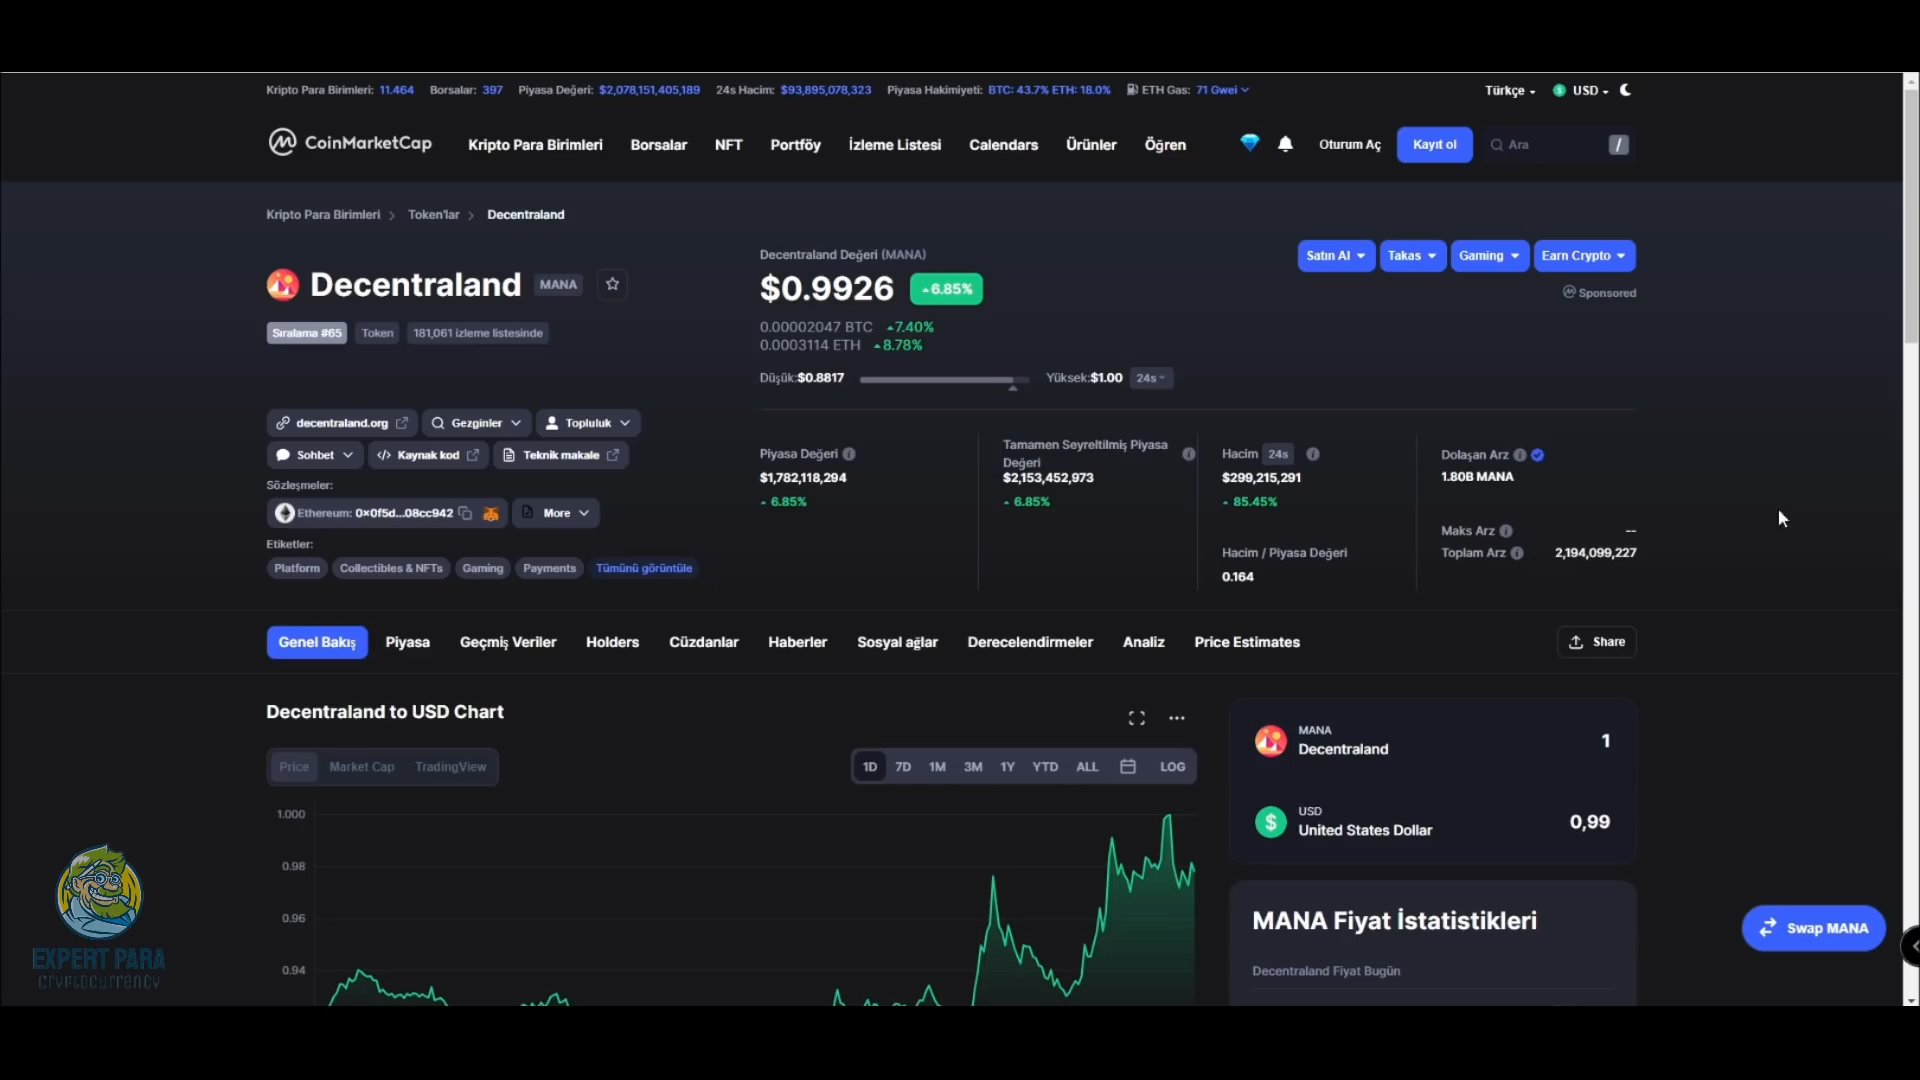 Kripto Para Birimleri: 11.464 Borsalar: 397 Piyasa Değeri: $2,078,151,405,189 24s Hacim: $93,895,078,323 Piyasa Hakimiyeti: BTC: 43.7% ETH: 18.0% ETH Gas: 71 Gwei Türkçe USD
CoinMarketCap Kripto Para Birimleri Borsalar NFT Portföy İzleme Listesi Calendars Ürünler Öğren Oturum Aç Kayıt ol Ara /
Kripto Para Birimleri > Token'lar > Decentraland
Decentraland MANA
Sıralama #65 Token 181,061 izleme listesinde
decentraland.org Gezginler Topluluk
Sohbet Kaynak kod Teknik makale
Sözleşmeler:
Ethereum: 0x0f5d...08cc942 More
Etiketler:
Platform Collectibles & NFTs Gaming Payments Tümünü görüntüle
Decentraland Değeri (MANA)
$0.9926 6.85%
0.00002047 BTC 7.40%
0.0003114 ETH 8.78%
Düşük:$0.8817 Yüksek:$1.00 24s
Satın Al Takas Gaming Earn Crypto
Sponsored
Piyasa Değeri
$1,782,118,294
6.85%
Tamamen Seyreltilmiş Piyasa
Değeri
$2,153,452,973
6.85%
Hacim 24s
$299,215,291
85.45%
Hacim / Piyasa Değeri
0.164
Dolaşan Arz
1.80B MANA
Maks Arz --
Toplam Arz 2,194,099,227
Genel Bakış Piyasa Geçmiş Veriler Holders Cüzdanlar Haberler Sosyal ağlar Derecelendirmeler Analiz Price Estimates Share
Decentraland to USD Chart
Price Market Cap TradingView 1D 7D 1M 3M 1Y YTD ALL LOG
1.000
0.98
0.96
0.94
MANA
Decentraland 1
USD
United States Dollar 0,99
MANA Fiyat İstatistikleri
Decentraland Fiyat Bugün
Swap MANA
EXPERT PARA
CRYPTOCURRENCY